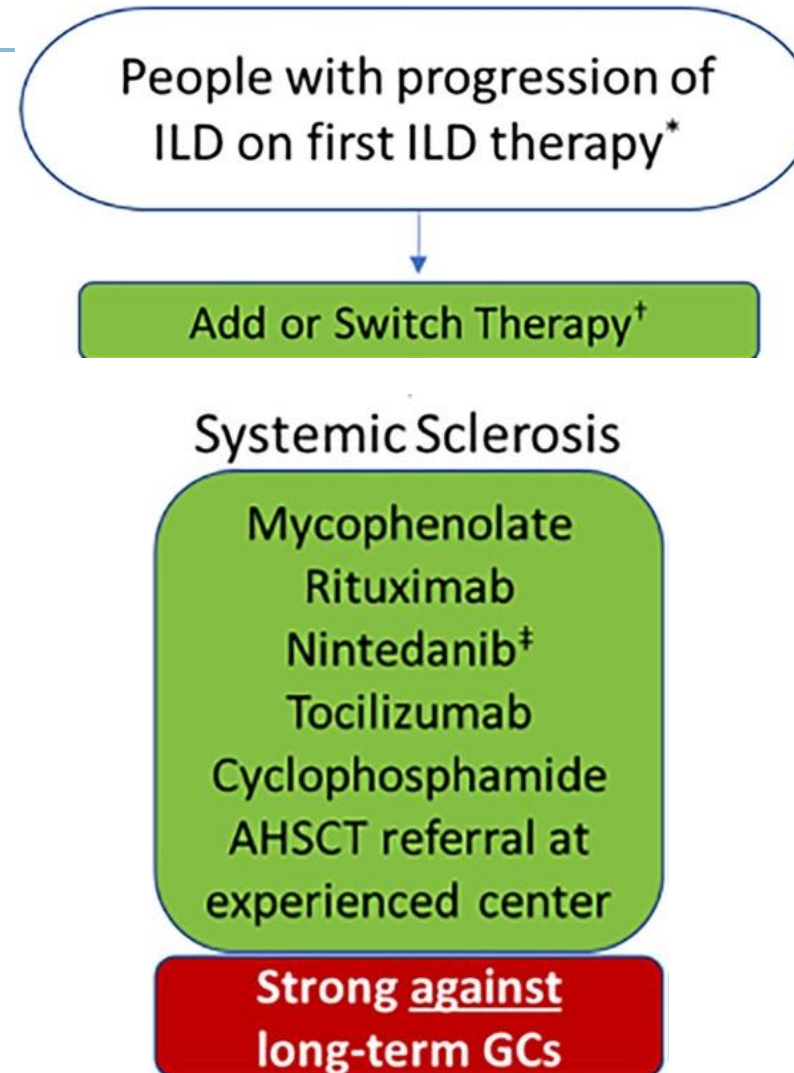 People with progression of
ILD on first ILD therapy*
Add or Switch Therapy†
Systemic Sclerosis
Mycophenolate
Rituximab
Nintedanib‡
Tocilizumab
Cyclophosphamide
AHSCT referral at
experienced center
Strong against
long-term GCs